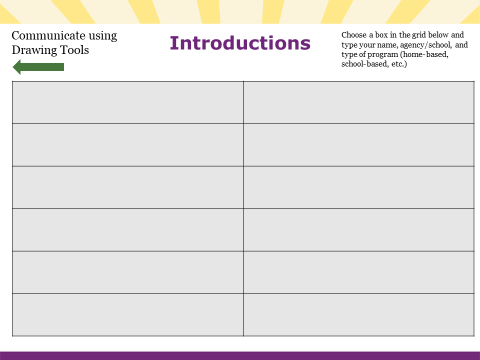 Communicate using
Drawing Tools
Introductions
Choose a box in the grid below and
type your name, agency/school, and
type of program (home-based,
school-based, etc.)